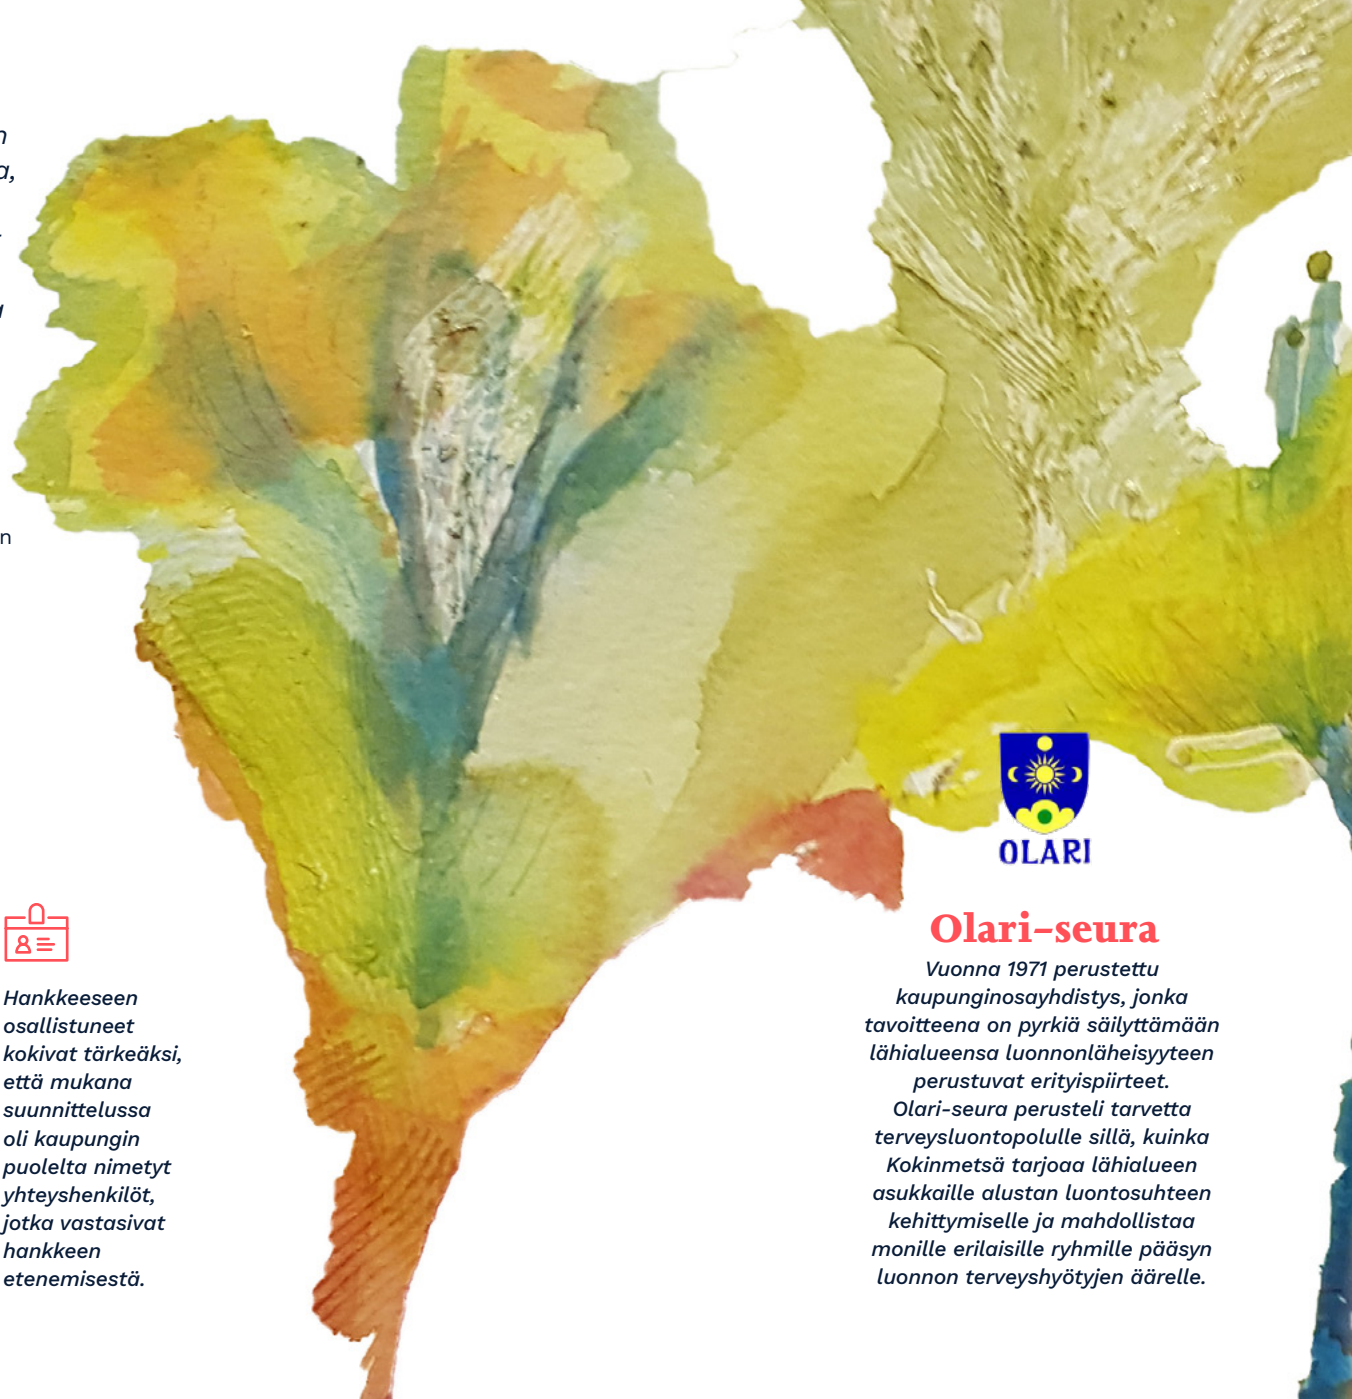 n
a,
n
Hankkeeseen
osallistuneet
kokivat tärkeäksi,
että mukana
suunnittelussa
oli kaupungin
puolelta nimetyt
yhteyshenkilöt,
jotka vastasivat
hankkeen
etenemisestä.
OLARI
Olari-seura
Vuonna 1971 perustettu
kaupunginosayhdistys, jonka
tavoitteena on pyrkiä säilyttämään
lähialueensa luonnonläheisyyteen
perustuvat erityispiirteet.
Olari-seura perusteli tarvetta
terveysluontopolulle sillä, kuinka
Kokinmetsä tarjoaa lähialueen
asukkaille alustan luontosuhteen
kehittymiselle ja mahdollistaa
monille erilaisille ryhmille pääsyn
luonnon terveyshyötyjen äärelle.